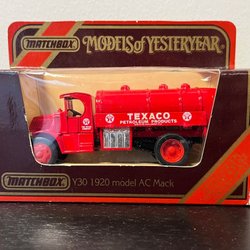 MATCHBOX
MODELS of YESTERYEAR
TEXACO
PETROLEUM PRODUCTS
MATCHBOX
Y30 1920 model AC Mack